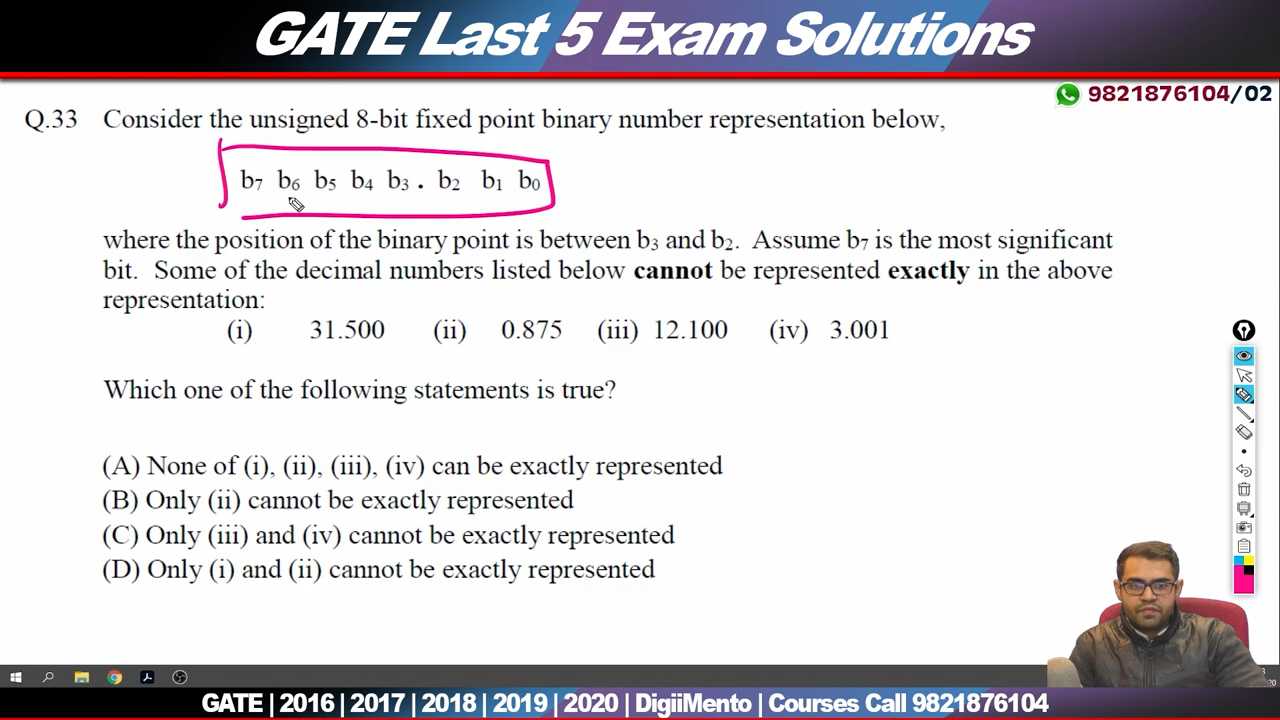 GATE Last 5 Exam Solutions
9821876104/02
Q.33 Consider the unsigned 8-bit fixed point binary number representation below,
b₇ b₆ b₅ b₄ b₃ . b₂ b₁ b₀
where the position of the binary point is between b₃ and b₂. Assume b₇ is the most significant
bit. Some of the decimal numbers listed below cannot be represented exactly in the above
representation:
(i) 31.500 (ii) 0.875 (iii) 12.100 (iv) 3.001
Which one of the following statements is true?
(A) None of (i), (ii), (iii), (iv) can be exactly represented
(B) Only (ii) cannot be exactly represented
(C) Only (iii) and (iv) cannot be exactly represented
(D) Only (i) and (ii) cannot be exactly represented
GATE | 2016 | 2017 | 2018 | 2019 | 2020 | DigiiMento | Courses Call 9821876104